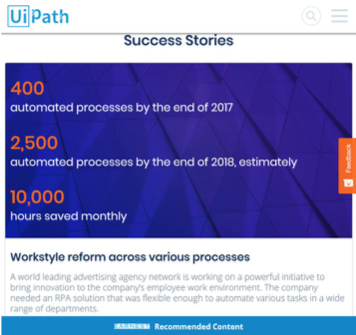 UiPath
Success Stories
400
automated processes by the end of 2017
2,500
automated processes by the end of 2018, estimately
10,000
hours saved monthly
Feedback
Workstyle reform across various processes
A world leading advertising agency network is working on a powerful initiative to
bring innovation to the company's employee work environment. The company
needed an RPA solution that was flexible enough to automate various tasks in a wide
range of departments.
EARNEST Recommended Content